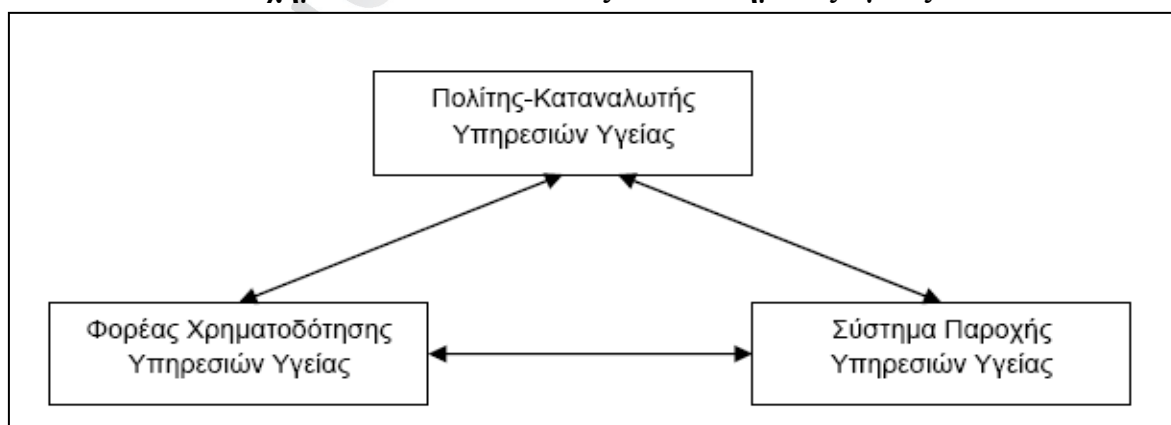 Πολίτης-Καταναλωτής
Υπηρεσιών Υγείας
Φορέας Χρηματοδότησης
Υπηρεσιών Υγείας
Σύστημα Παροχής
Υπηρεσιών Υγείας